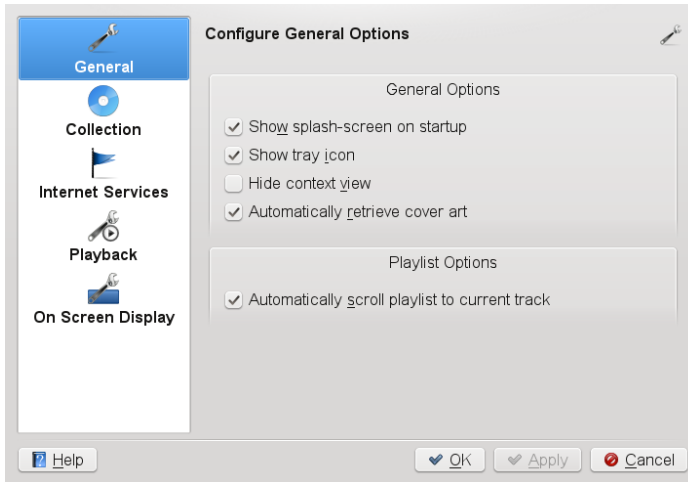 General
Collection
Internet Services
Playback
On Screen Display
Configure General Options
General Options
Show splash-screen on startup
Show tray icon
Hide context view
Automatically retrieve cover art
Playlist Options
Automatically scroll playlist to current track
Help
OK
Apply
Cancel